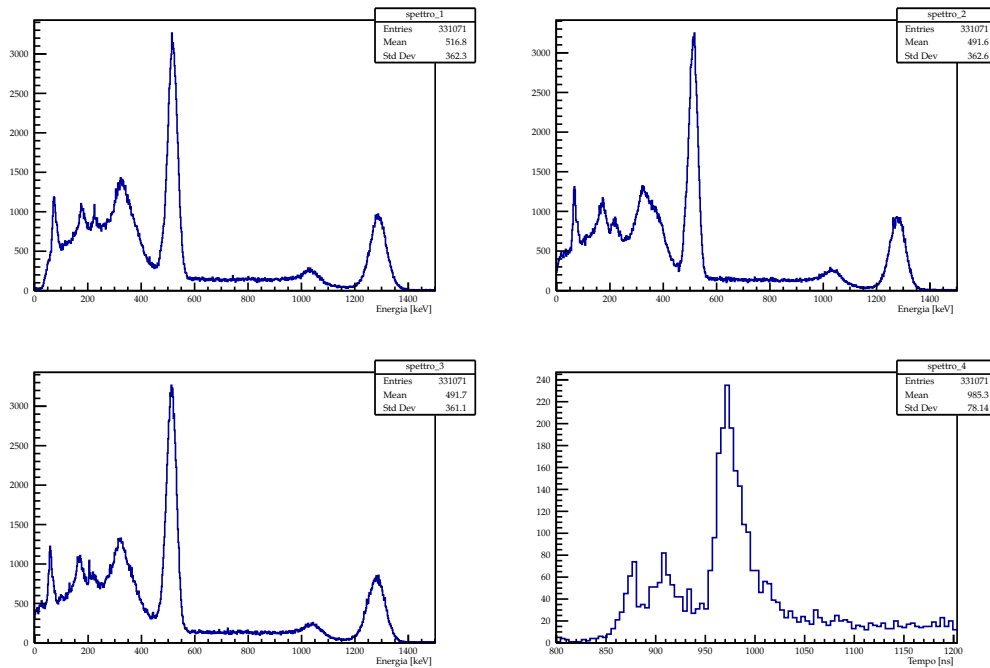 spettro_1
Entries 331071
Mean 516.8
Std Dev 362.3
3000
2500
2000
1500
1000
500
0
0 200 400 600 800 1000 1200 1400
Energia [keV]
spettro_2
Entries 331071
Mean 491.6
Std Dev 362.6
3000
2500
2000
1500
1000
500
0
0 200 400 600 800 1000 1200 1400
Energia [keV]
spettro_3
Entries 331071
Mean 491.7
Std Dev 361.1
3000
2500
2000
1500
1000
500
0
0 200 400 600 800 1000 1200 1400
Energia [keV]
spettro_4
Entries 331071
Mean 985.3
Std Dev 78.14
240
220
200
180
160
140
120
100
80
60
40
20
0
800 850 900 950 1000 1050 1100 1150 1200
Tempo [ns]